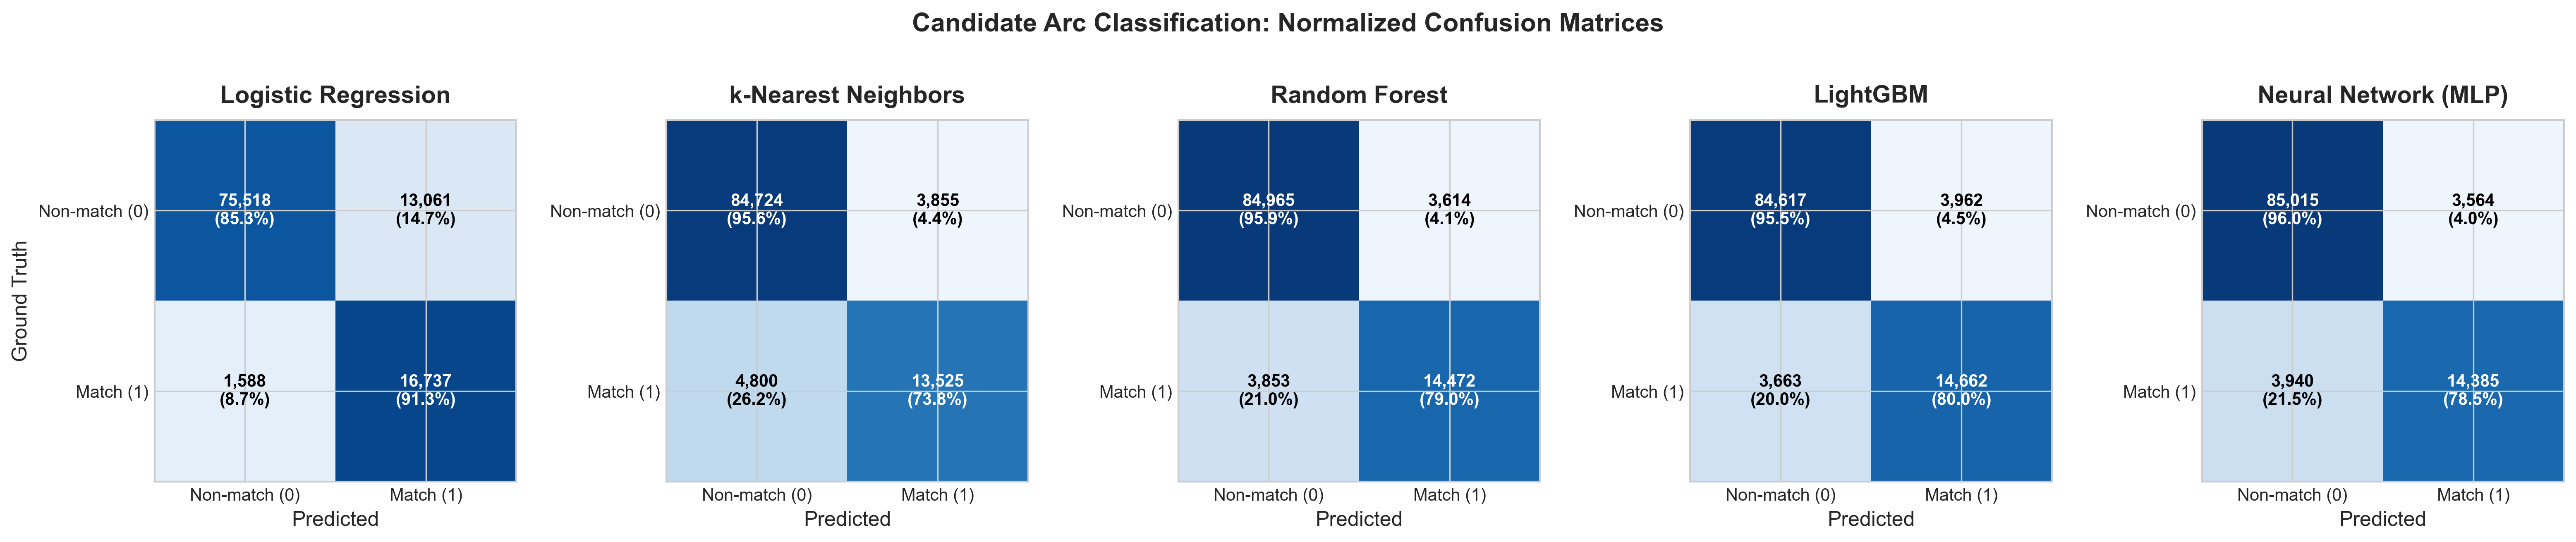 Candidate Arc Classification: Normalized Confusion Matrices
Logistic Regression
Ground Truth
Non-match (0)
75,518
(85.3%)
13,061
(14.7%)
Match (1)
1,588
(8.7%)
16,737
(91.3%)
Non-match (0)
Match (1)
Predicted
k-Nearest Neighbors
Non-match (0)
84,724
(95.6%)
3,855
(4.4%)
Match (1)
4,800
(26.2%)
13,525
(73.8%)
Non-match (0)
Match (1)
Predicted
Random Forest
Non-match (0)
84,965
(95.9%)
3,614
(4.1%)
Match (1)
3,853
(21.0%)
14,472
(79.0%)
Non-match (0)
Match (1)
Predicted
LightGBM
Non-match (0)
84,617
(95.5%)
3,962
(4.5%)
Match (1)
3,663
(20.0%)
14,662
(80.0%)
Non-match (0)
Match (1)
Predicted
Neural Network (MLP)
Non-match (0)
85,015
(96.0%)
3,564
(4.0%)
Match (1)
3,940
(21.5%)
14,385
(78.5%)
Non-match (0)
Match (1)
Predicted